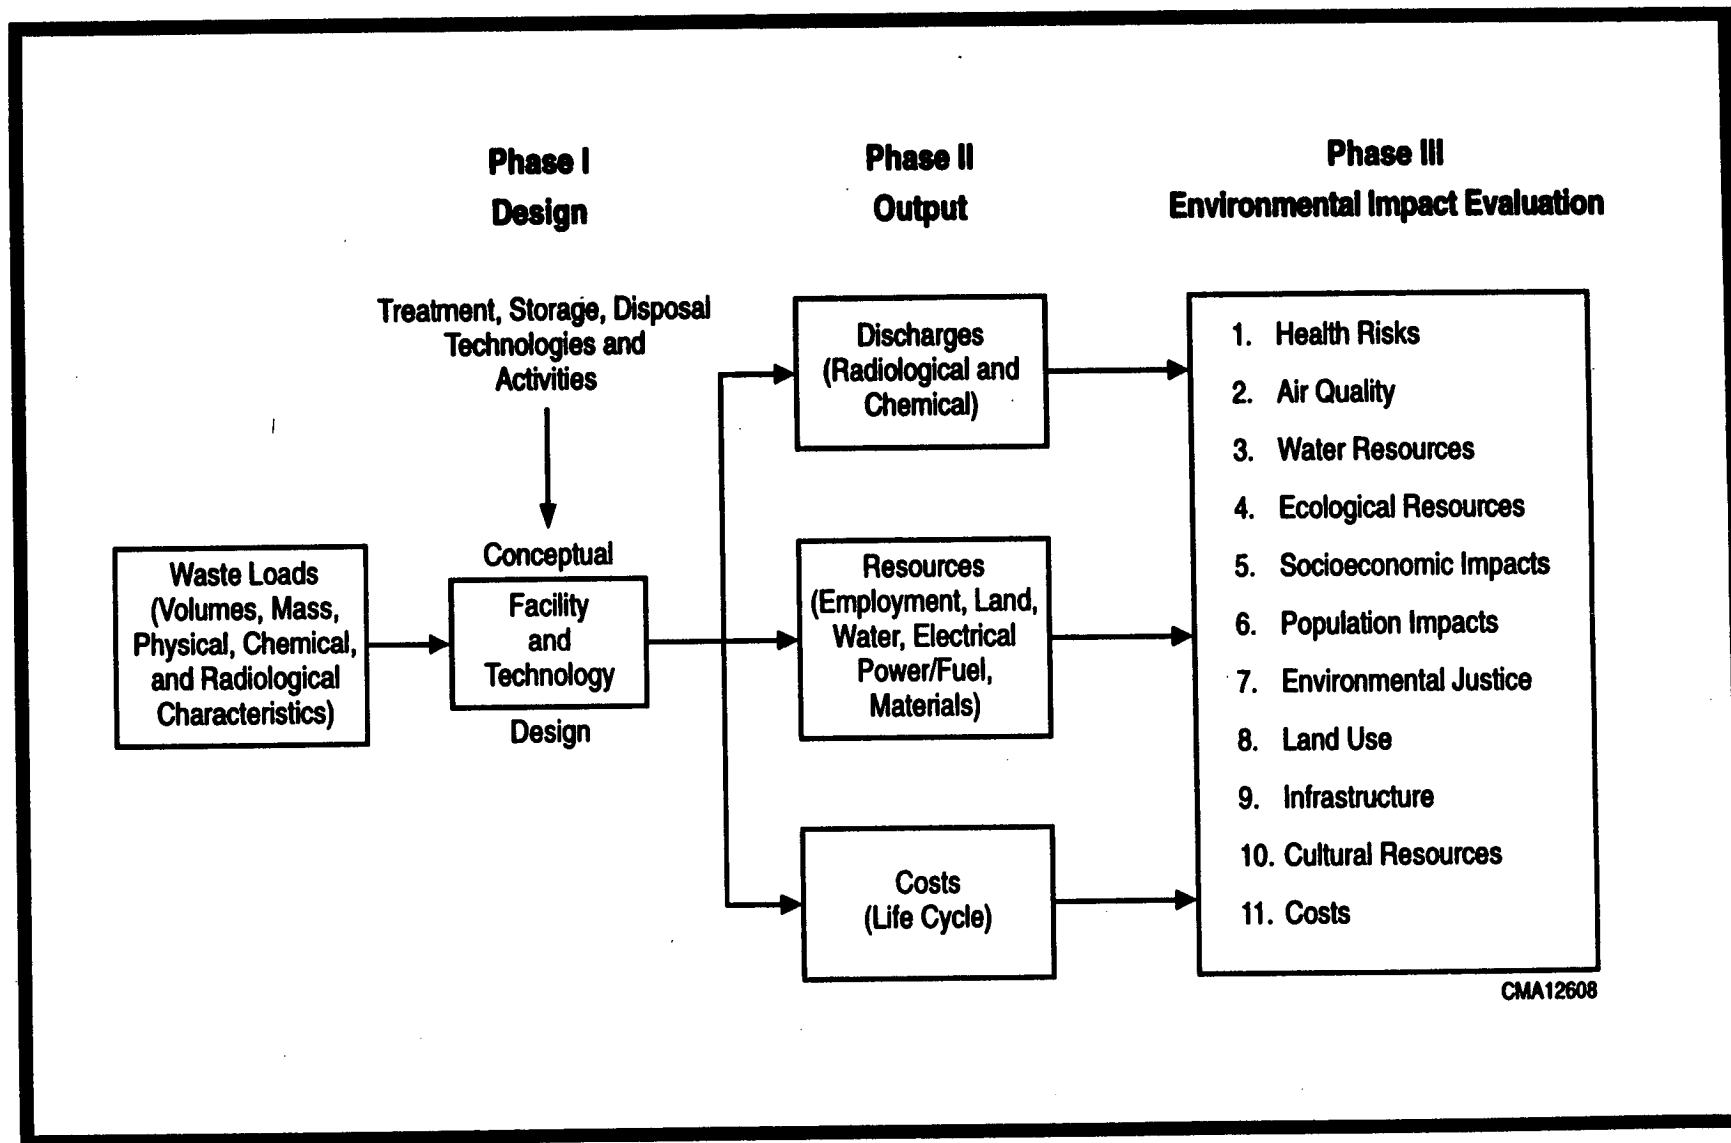 Phase I
Design
Phase II
Output
Phase III
Environmental Impact Evaluation
Treatment, Storage, Disposal
Technologies and
Activities
Waste Loads
(Volumes, Mass,
Physical, Chemical,
and Radiological
Characteristics)
Conceptual
Facility
and
Technology
Design
Discharges
(Radiological and
Chemical)
Resources
(Employment, Land,
Water, Electrical
Power/Fuel,
Materials)
Costs
(Life Cycle)
1. Health Risks
2. Air Quality
3. Water Resources
4. Ecological Resources
5. Socioeconomic Impacts
6. Population Impacts
7. Environmental Justice
8. Land Use
9. Infrastructure
10. Cultural Resources
11. Costs
CMA12608